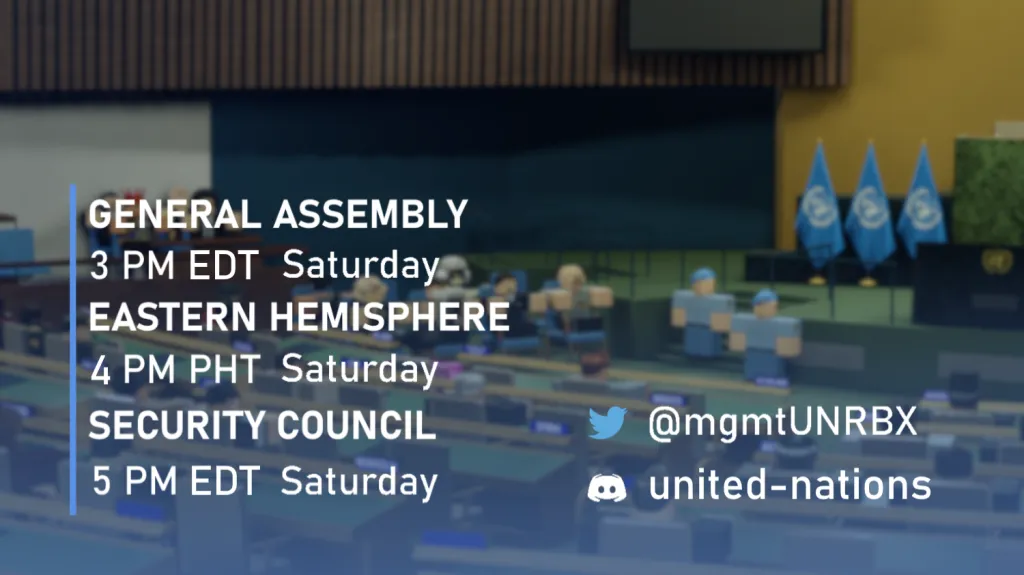 GENERAL ASSEMBLY
3 PM EDT Saturday
EASTERN HEMISPHERE
4 PM PHT Saturday
SECURITY COUNCIL
5 PM EDT Saturday
@mgmtUNRBX
united-nations